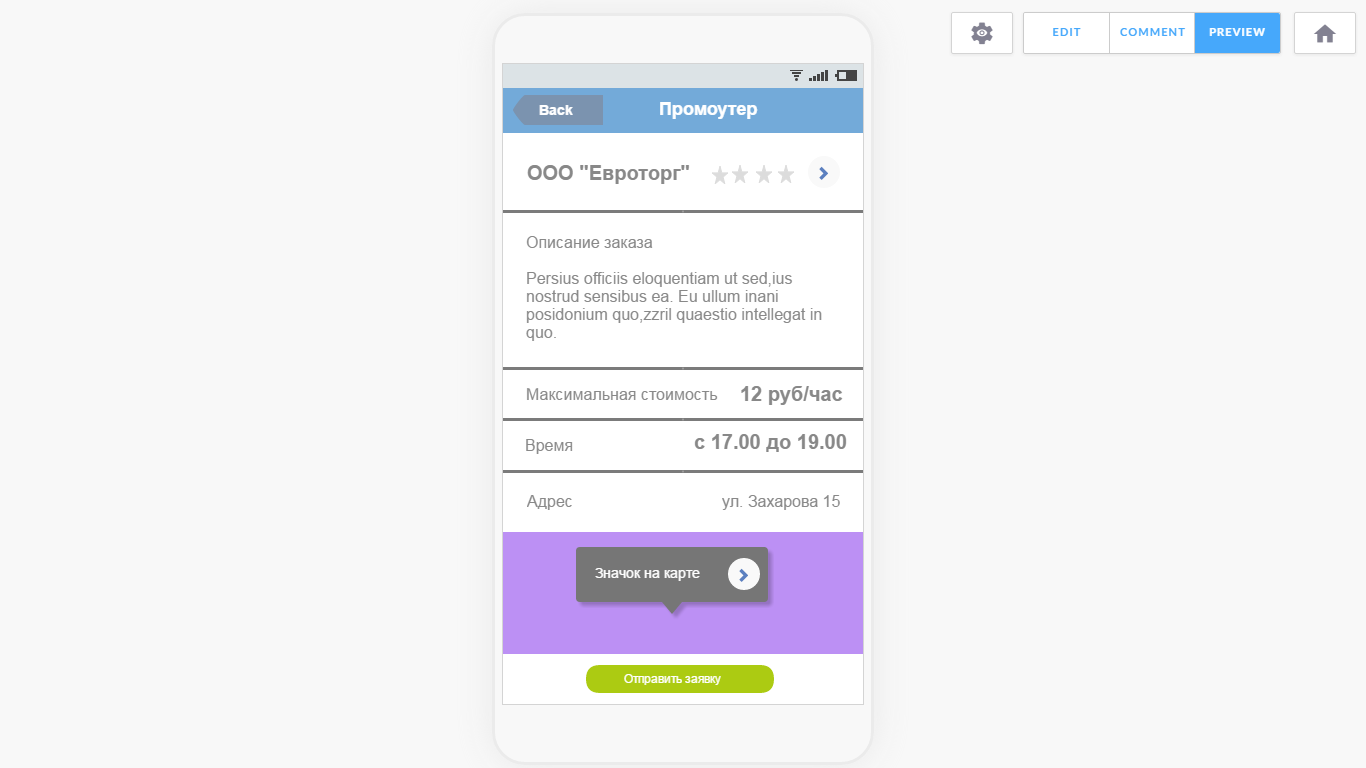 EDIT
COMMENT
PREVIEW
Back
Промоутер
ООО "Евроторг"
Описание заказа
Persius officiis eloquentiam ut sed,ius
nostrud sensibus ea. Eu ullum inani
posidonium quo,zzril quaestio intellegat in
quo.
Максимальная стоимость 12 руб/час
Время с 17.00 до 19.00
Адрес ул. Захарова 15
Значок на карте
Отправить заявку